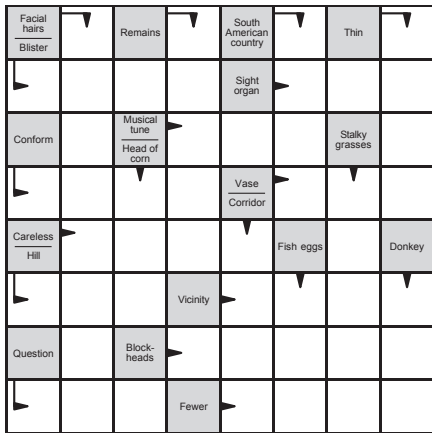 Facial
hairs
Blister
Remains
South
American
country
Thin
Sight
organ
Conform
Musical
tune
Head of
corn
Stalky
grasses
Vase
Corridor
Careless
Hill
Fish eggs
Donkey
Vicinity
Question
Block-
heads
Fewer